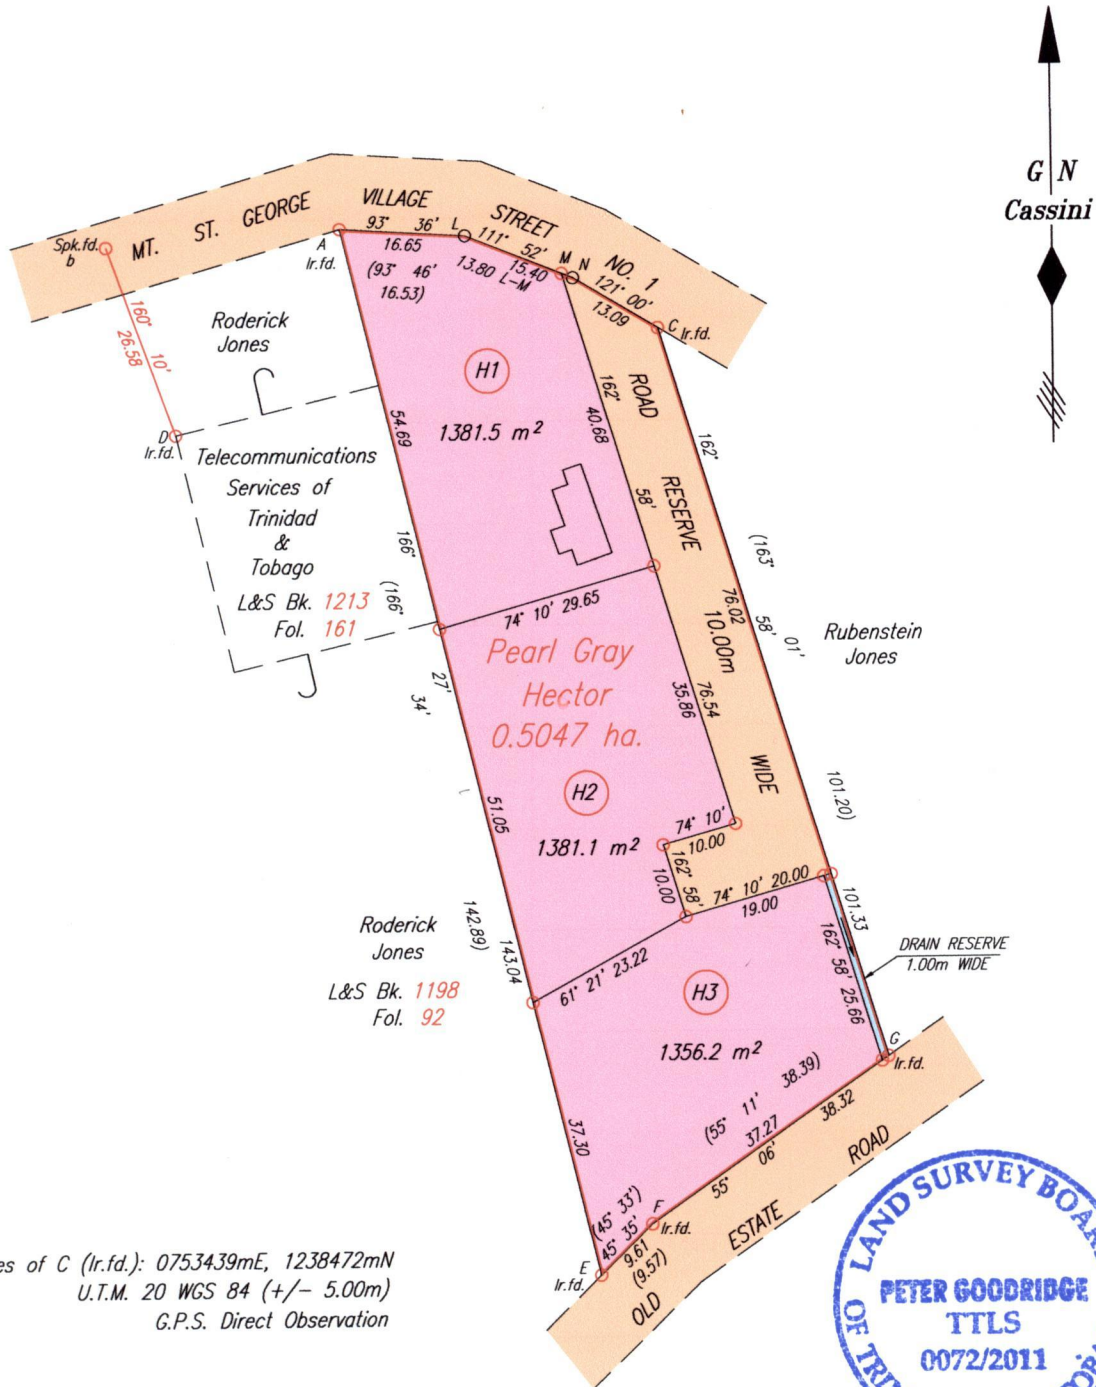 G N
Cassini
MT. ST. GEORGE VILLAGE STREET NO. 1
Spk.fd.
b
A
Ir.fd.
93° 36'
16.65
(93° 46'
16.53)
L
111° 52'
15.40
13.80 L-M
M N
121° 00'
13.09
C Ir.fd.
160° 10'
26.58
D
Ir.fd.
Roderick
Jones
Telecommunications
Services of
Trinidad
&
Tobago
L&S Bk. 1213
Fol. 161
H1
1381.5 m²
54.69
166° 27'
(166° 34'
162° 58'
40.68
ROAD RESERVE
10.00m
WIDE
162° 58'
76.02
(163° 01'
101.20)
Rubenstein
Jones
74° 10' 29.65
Pearl Gray
Hector
0.5047 ha.
76.54
35.86
H2
1381.1 m²
51.05
74° 10'
10.00
162° 58'
10.00
74° 10' 20.00
19.00
101.33
142.89)
143.04
Roderick
Jones
L&S Bk. 1198
Fol. 92
61° 21' 23.22
H3
1356.2 m²
162° 58' 25.66
DRAIN RESERVE
1.00m WIDE
G
Ir.fd.
37.30
(55° 11' 38.39)
37.27
38.32
55° 06'
F
Ir.fd.
(45° 33')
45° 35'
9.61
(9.57)
E
Ir.fd.
OLD ESTATE ROAD
es of C (Ir.fd.): 0753439mE, 1238472mN
U.T.M. 20 WGS 84 (+/- 5.00m)
G.P.S. Direct Observation
LAND SURVEY BOARD
OF TRI
PETER GOODRIDGE
TTLS
0072/2011